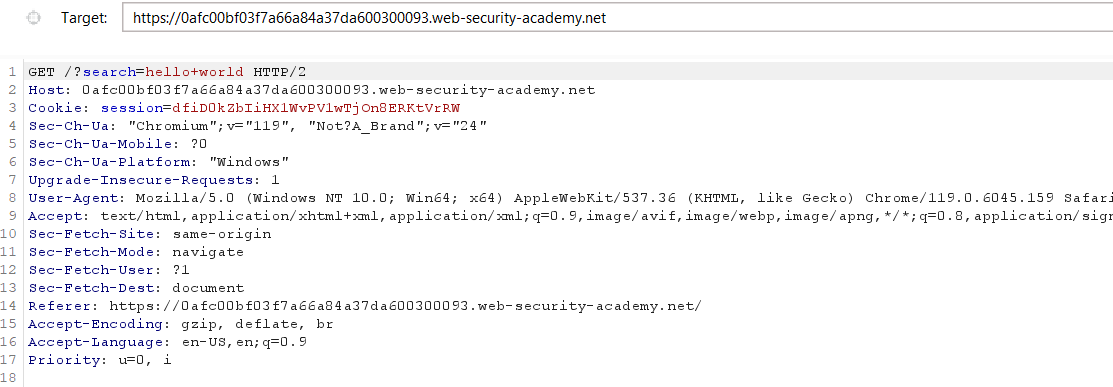 Target: https://0afc00bf03f7a66a84a37da600300093.web-security-academy.net
1 GET /?search=hello+world HTTP/2
2 Host: 0afc00bf03f7a66a84a37da600300093.web-security-academy.net
3 Cookie: session=dfiD0kZbIiHX1WvPV1wTjOn8ERKtVrRW
4 Sec-Ch-Ua: "Chromium";v="119", "Not?A_Brand";v="24"
5 Sec-Ch-Ua-Mobile: ?0
6 Sec-Ch-Ua-Platform: "Windows"
7 Upgrade-Insecure-Requests: 1
8 User-Agent: Mozilla/5.0 (Windows NT 10.0; Win64; x64) AppleWebKit/537.36 (KHTML, like Gecko) Chrome/119.0.6045.159 Safari
9 Accept: text/html,application/xhtml+xml,application/xml;q=0.9,image/avif,image/webp,image/apng,*/*;q=0.8,application/sign
10 Sec-Fetch-Site: same-origin
11 Sec-Fetch-Mode: navigate
12 Sec-Fetch-User: ?1
13 Sec-Fetch-Dest: document
14 Referer: https://0afc00bf03f7a66a84a37da600300093.web-security-academy.net/
15 Accept-Encoding: gzip, deflate, br
16 Accept-Language: en-US,en;q=0.9
17 Priority: u=0, i
18